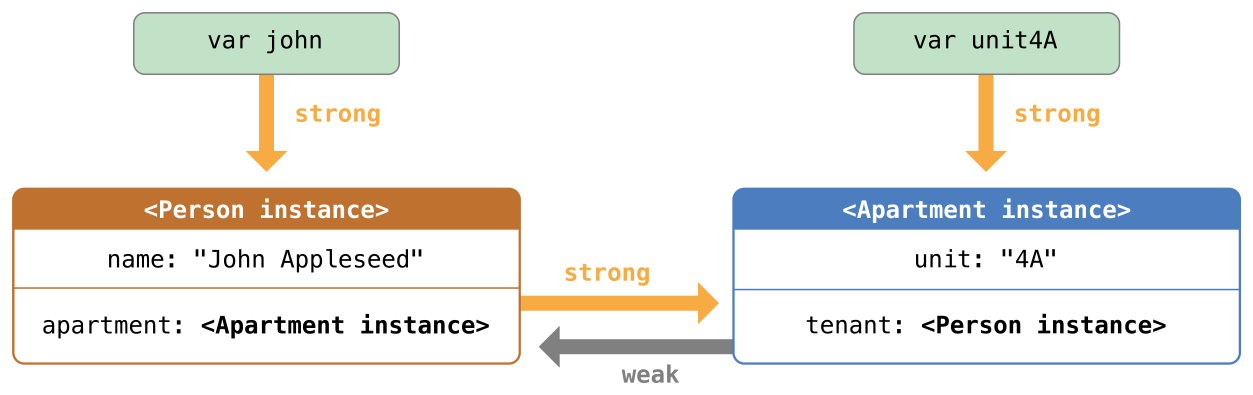 var john
var unit4A
strong
strong
<Person instance>
<Apartment instance>
name: "John Appleseed"
unit: "4A"
strong
apartment: <Apartment instance>
tenant: <Person instance>
weak